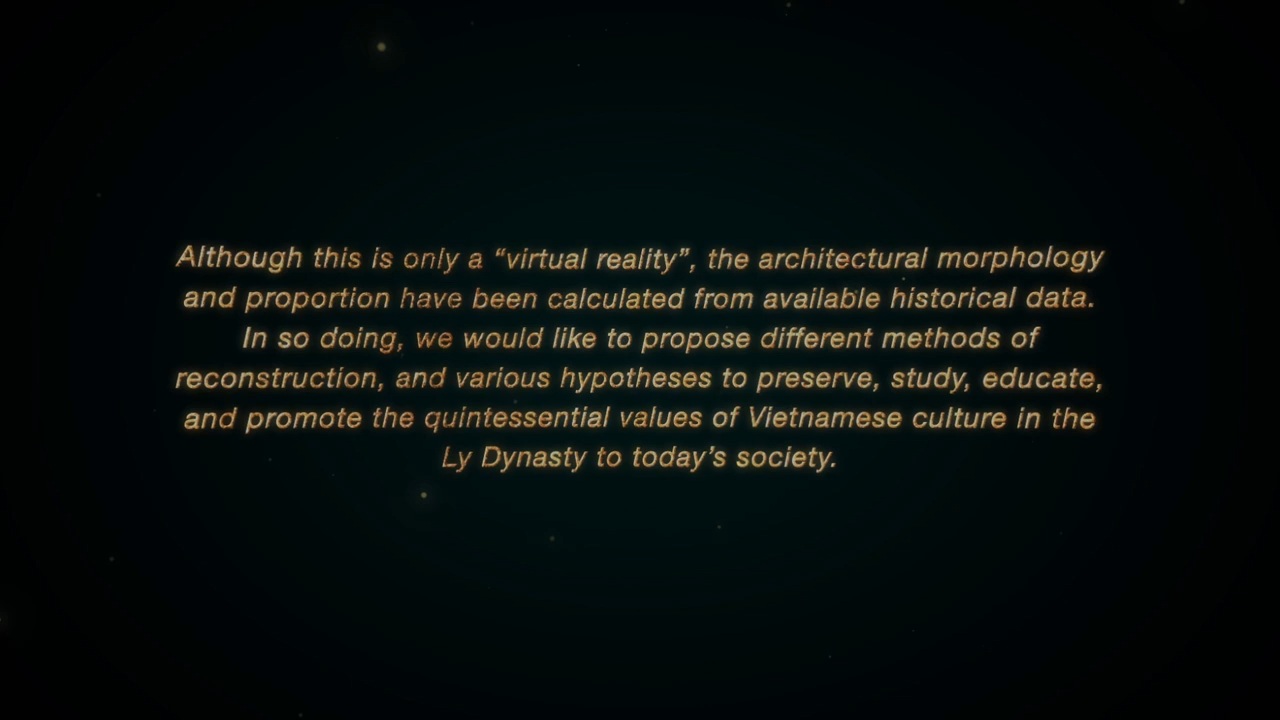 Although this is only a “virtual reality”, the architectural morphology
and proportion have been calculated from available historical data.
In so doing, we would like to propose different methods of
reconstruction, and various hypotheses to preserve, study, educate,
and promote the quintessential values of Vietnamese culture in the
Ly Dynasty to today’s society.